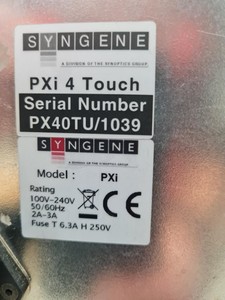 SYNGENE
A DIVISION OF THE SYNOPTICS GROUP
PXi 4 Touch
Serial Number
PX40TU/1039
SYNGENE
A DIVISION OF THE SYNOPTICS GROUP
Model : PXi
Rating
100V-240V
50/60Hz
2A-3A
Fuse T 6.3A H 250V